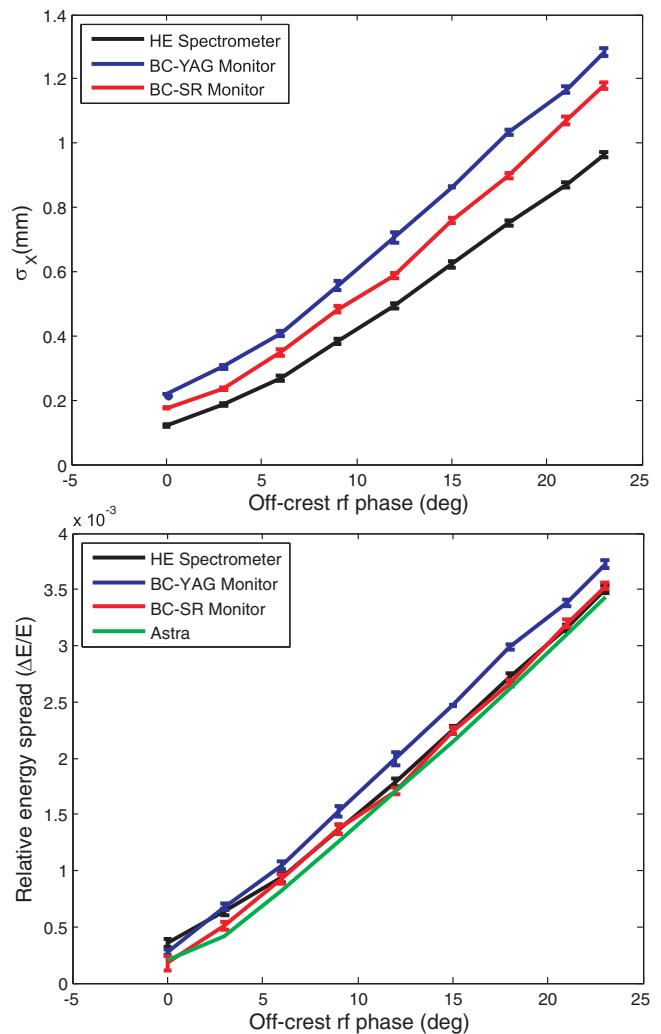 1.4
1.2
1
0.8
0.6
0.4
0.2
0
σX(mm)
HE Spectrometer
BC-YAG Monitor
BC-SR Monitor
-5 0 5 10 15 20 25
Off-crest rf phase (deg)
x 10-3
4
3.5
3
2.5
2
1.5
1
0.5
0
Relative energy spread (ΔE/E)
HE Spectrometer
BC-YAG Monitor
BC-SR Monitor
Astra
-5 0 5 10 15 20 25
Off-crest rf phase (deg)